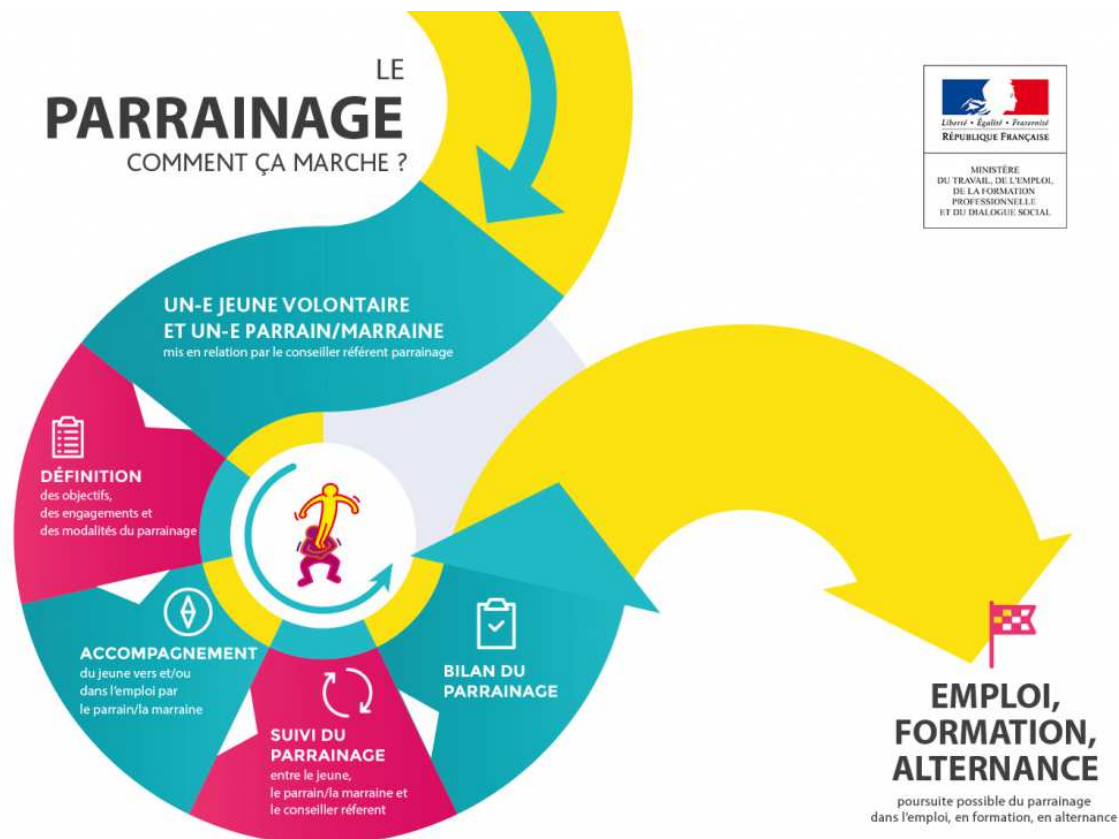 LE
PARRAINAGE
COMMENT ÇA MARCHE ?
Liberté • Égalité • Fraternité
RÉPUBLIQUE FRANÇAISE
MINISTÈRE
DU TRAVAIL, DE L'EMPLOI,
DE LA FORMATION
PROFESSIONNELLE
ET DU DIALOGUE SOCIAL
UN-E JEUNE VOLONTAIRE
ET UN-E PARRAIN/MARRAINE
mis en relation par le conseiller référent parrainage
DÉFINITION
des objectifs,
des engagements et
des modalités du parrainage
ACCOMPAGNEMENT
du jeune vers et/ou
dans l'emploi par
le parrain/la marraine
SUIVI DU
PARRAINAGE
entre le jeune,
le parrain/la marraine et
le conseiller réferent
BILAN DU
PARRAINAGE
EMPLOI,
FORMATION,
ALTERNANCE
poursuite possible du parrainage
dans l'emploi, en formation, en alternance